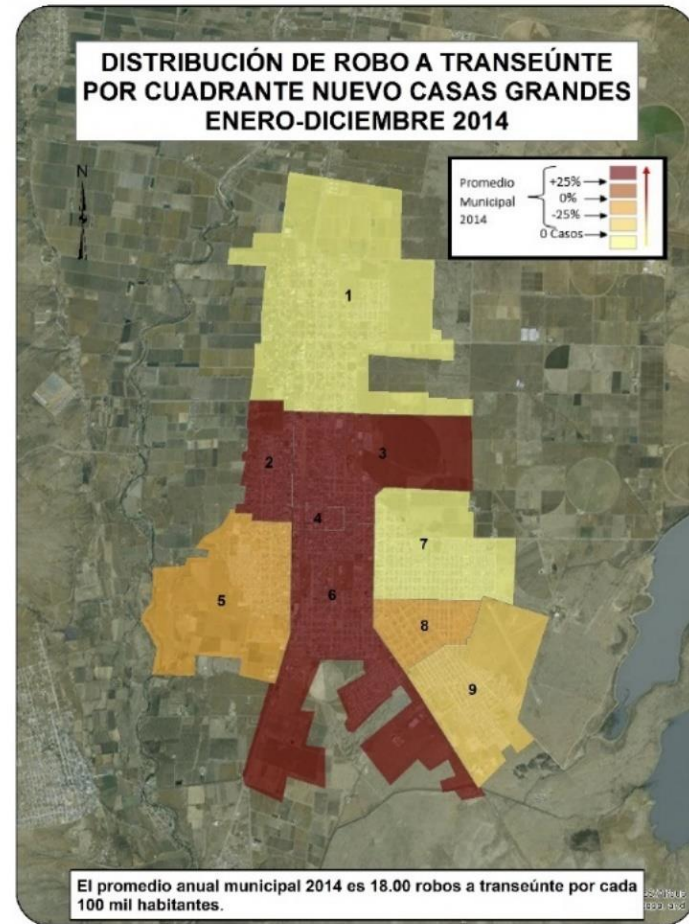 DISTRIBUCIÓN DE ROBO A TRANSEÚNTE
POR CUADRANTE NUEVO CASAS GRANDES
ENERO-DICIEMBRE 2014
N
Promedio
Municipal
2014
+25%
0%
-25%
0 Casos
1
2
3
4
7
5
6
8
9
El promedio anual municipal 2014 es 18.00 robos a transeúnte por cada
100 mil habitantes.